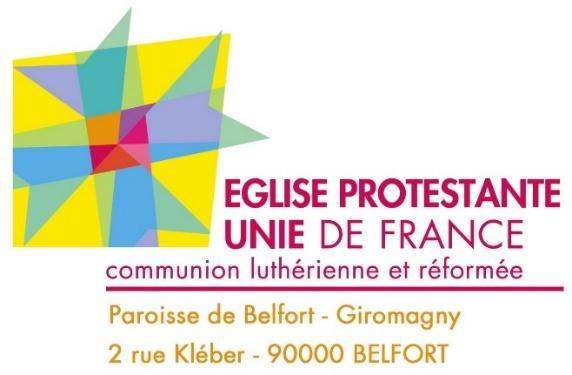 EGLISE PROTESTANTE
UNIE DE FRANCE
communion luthérienne et réformée
Paroisse de Belfort - Giromagny
2 rue Kléber - 90000 BELFORT